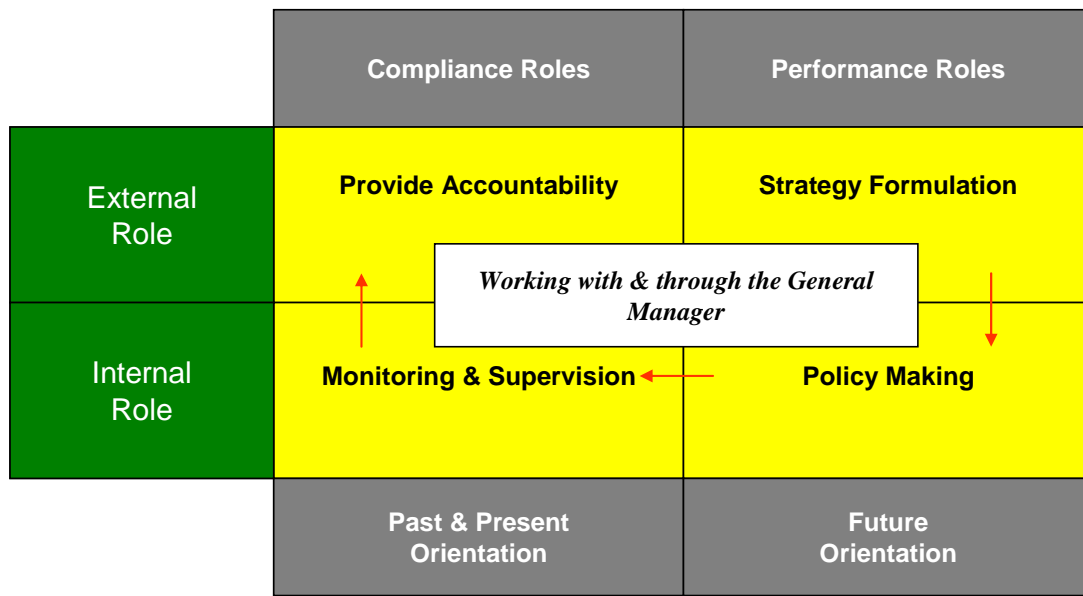 Compliance Roles
Performance Roles
External
Role
Provide Accountability
Strategy Formulation
Working with & through the General
Manager
Internal
Role
Monitoring & Supervision
Policy Making
Past & Present
Orientation
Future
Orientation